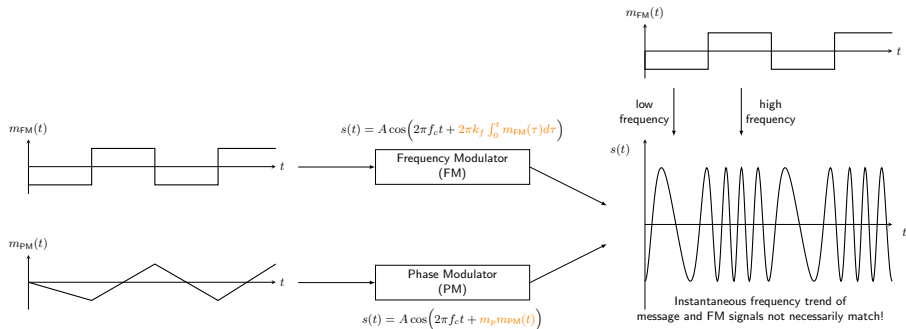 m_FM(t)
t
low
frequency
high
frequency
s(t) = A cos(2πf_c t + 2πk_f ∫_0^t m_FM(τ)dτ)
m_FM(t)
t
Frequency Modulator
(FM)
s(t)
t
m_PM(t)
t
Phase Modulator
(PM)
s(t) = A cos(2πf_c t + m_p m_PM(t))
Instantaneous frequency trend of
message and FM signals not necessarily match!